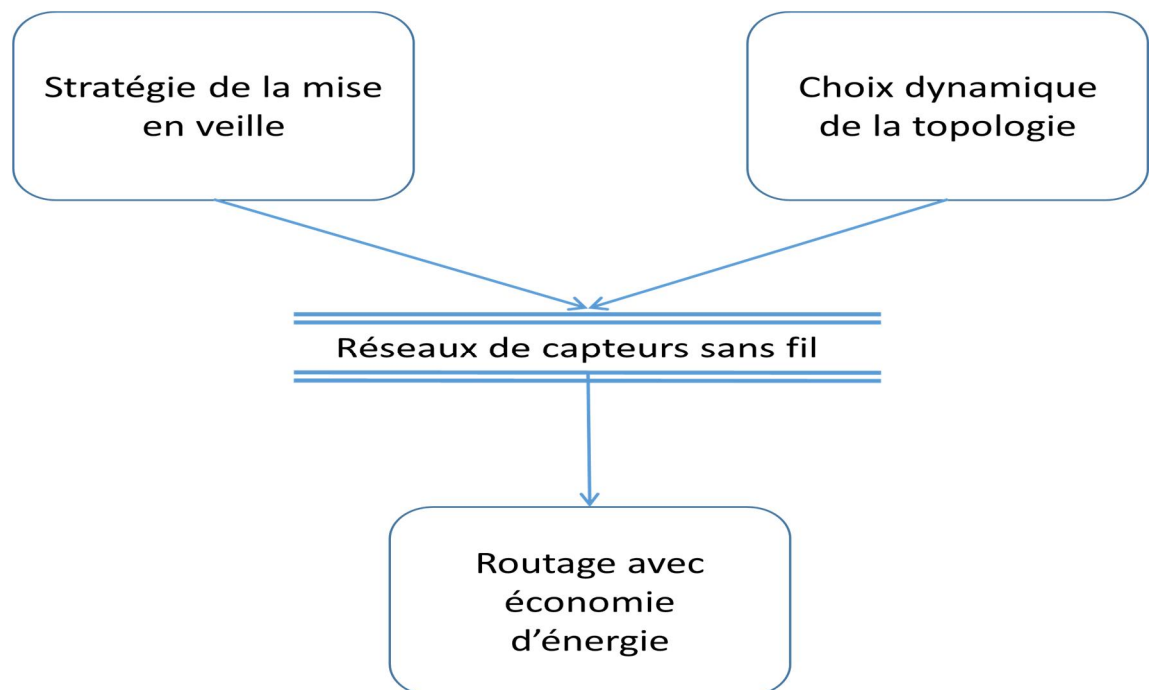 Stratégie de la mise
en veille
Choix dynamique
de la topologie
Réseaux de capteurs sans fil
Routage avec
économie
d’énergie